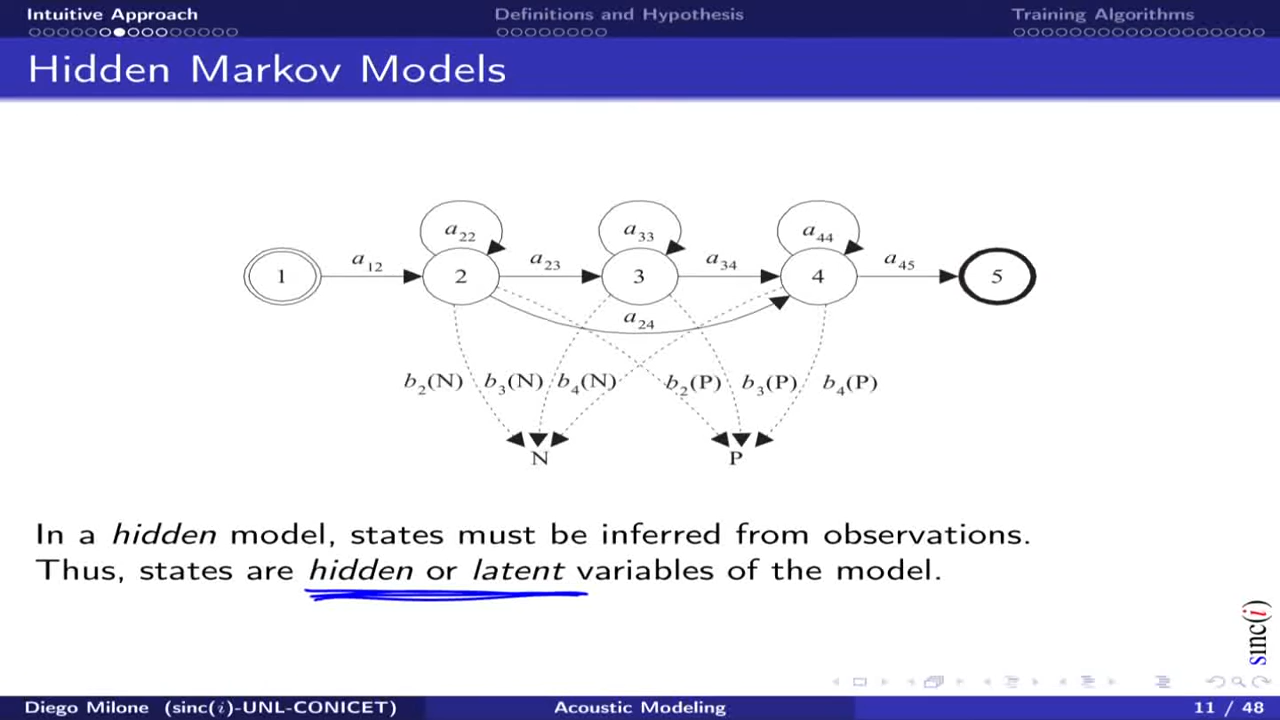 Intuitive Approach Definitions and Hypothesis Training Algorithms
Hidden Markov Models
a22 a33 a44
1 a12 2 a23 3 a34 4 a45 5
a24
b2(N) b3(N) b4(N) b2(P) b3(P) b4(P)
N P
In a hidden model, states must be inferred from observations.
Thus, states are hidden or latent variables of the model.
sinc(i)
Diego Milone (sinc(i)-UNL-CONICET) Acoustic Modeling 11 / 48